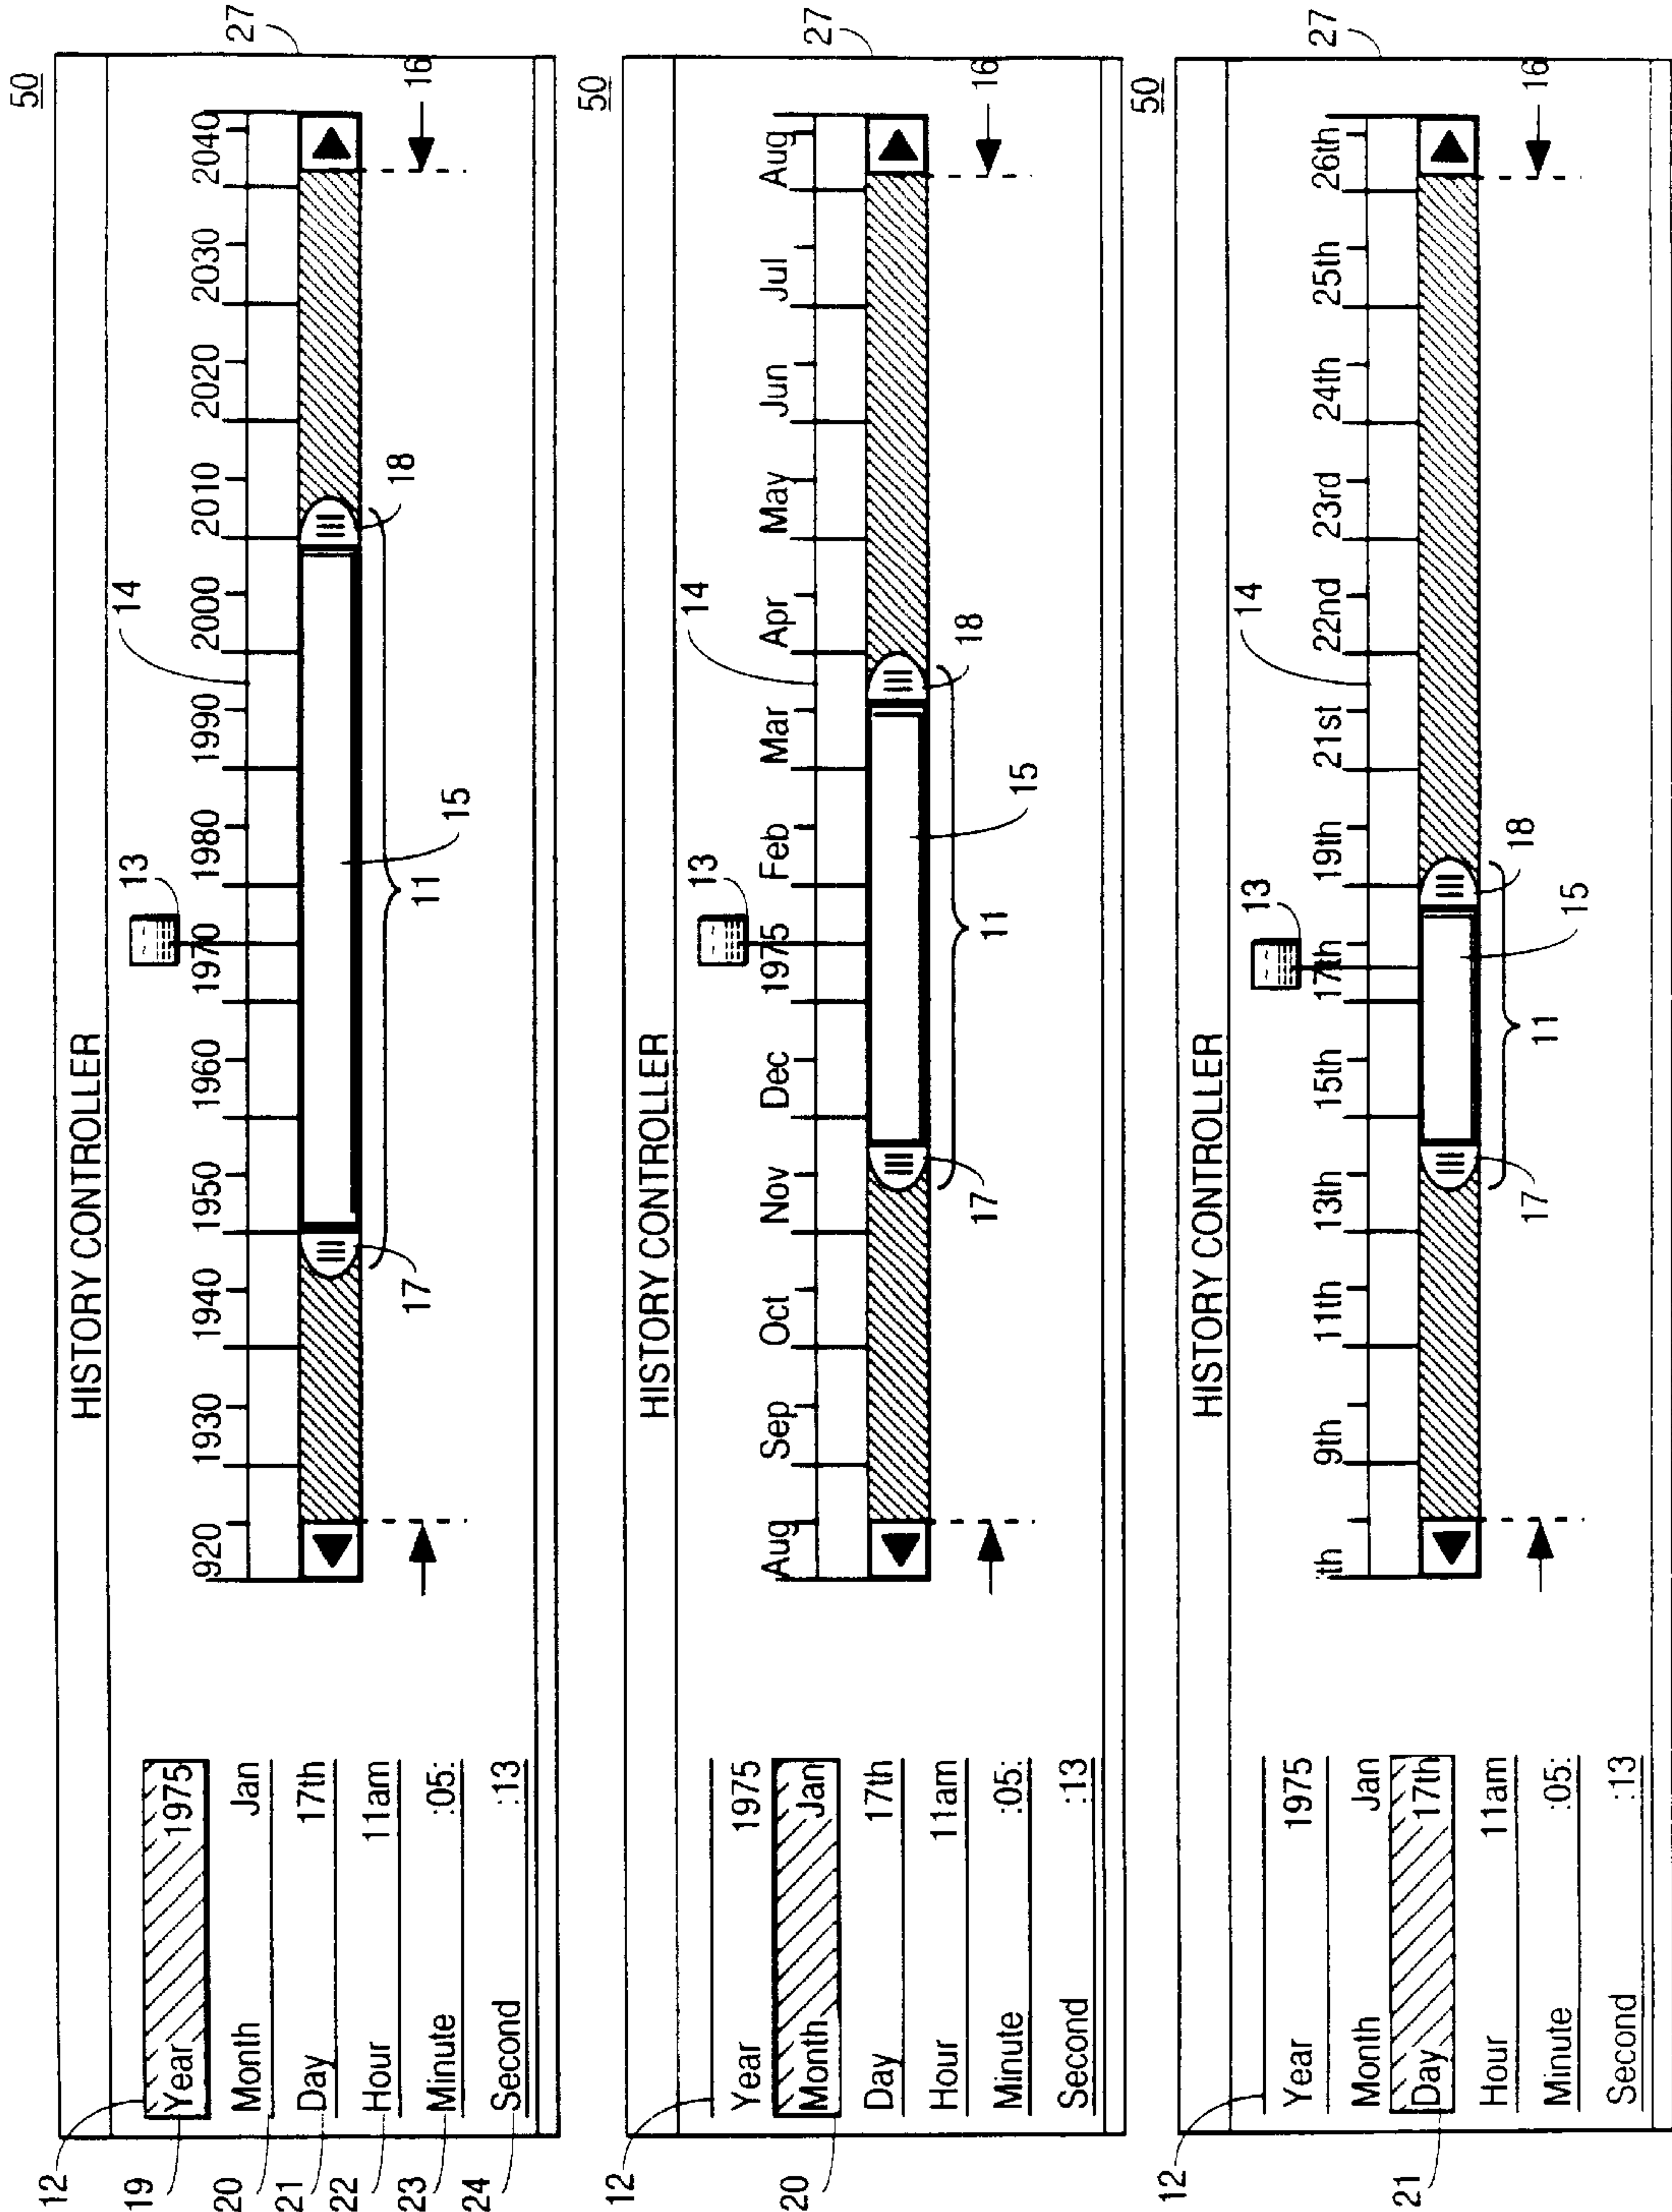 50
HISTORY CONTROLLER
27
12
19
Year 1975
20
Month Jan
21
Day 17th
22
Hour 11am
23
Minute :05:
24
Second :13
13
14
920 1930 1940 1950 1960 1970 1980 1990 2000 2010 2020 2030 2040
17
11
15
18
16
50
HISTORY CONTROLLER
27
12
Year 1975
20
Month Jan
Day 17th
Hour 11am
Minute :05:
Second :13
13
14
Aug Sep Oct Nov Dec 1975 Feb Mar Apr May Jun Jul Aug
17
11
15
18
16
50
HISTORY CONTROLLER
27
12
Year 1975
Month Jan
21
Day 17th
Hour 11am
Minute :05:
Second :13
13
14
'th 9th 11th 13th 15th 17th 19th 21st 22nd 23rd 24th 25th 26th
17
11
15
18
16